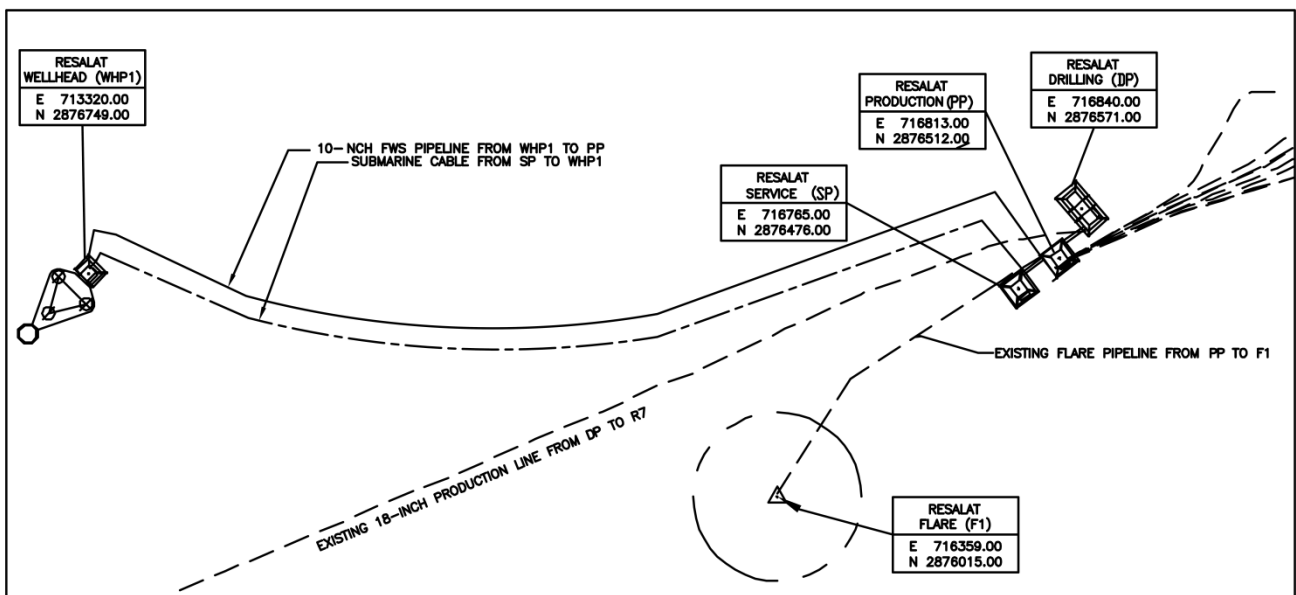 RESALAT
WELLHEAD (WHP1)
E 713320.00
N 2876749.00
RESALAT
DRILLING (DP)
E 716840.00
N 2876571.00
RESALAT
PRODUCTION (PP)
E 716813.00
N 2876512.00
10-NCH FWS PIPELINE FROM WHP1 TO PP
SUBMARINE CABLE FROM SP TO WHP1
RESALAT
SERVICE (SP)
E 716765.00
N 2876476.00
EXISTING FLARE PIPELINE FROM PP TO F1
EXISTING 18-INCH PRODUCTION LINE FROM DP TO R7
RESALAT
FLARE (F1)
E 716359.00
N 2876015.00